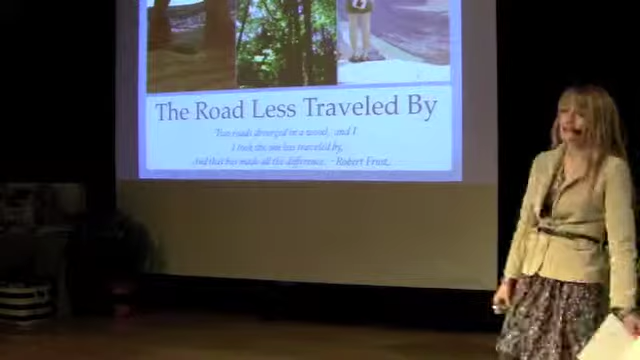 The Road Less Traveled By
Two roads diverged in a wood, and I
I took the one less traveled by,
And that has made all the difference. - Robert Frost